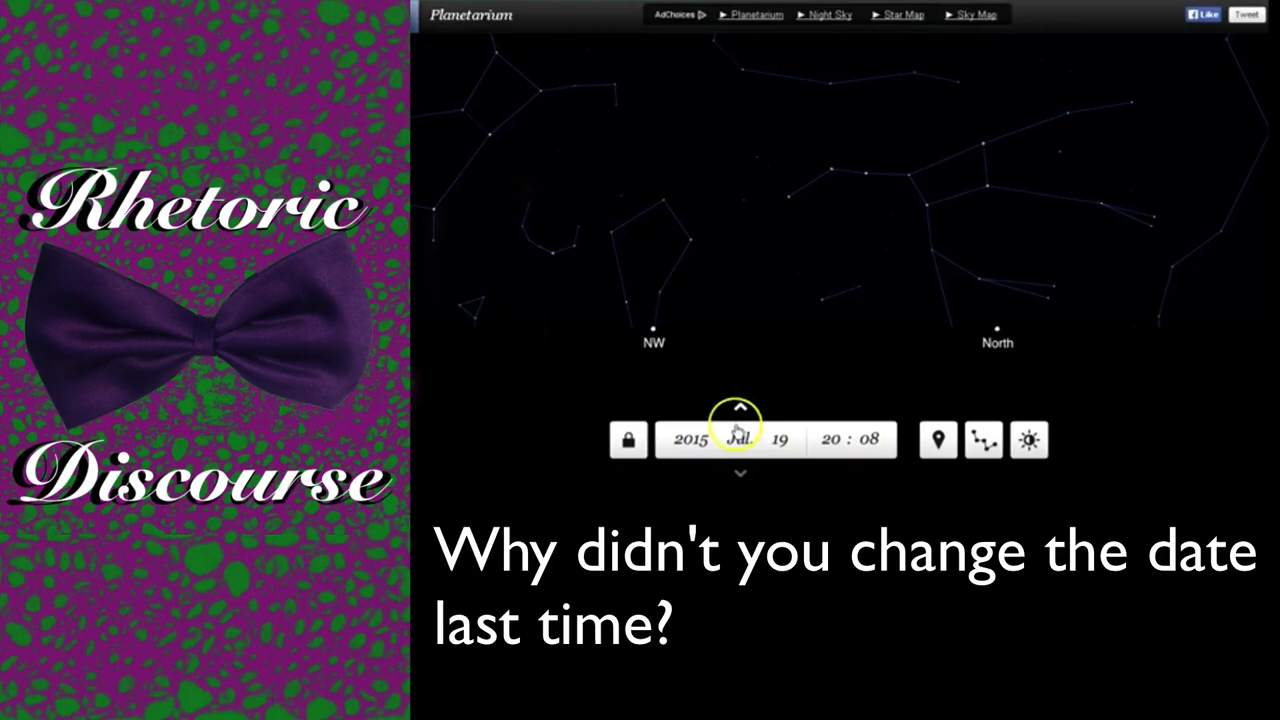 Rhetoric
Discourse
Planetarium
AdChoices ▶ Planetarium ▶ Night Sky ▶ Star Map ▶ Sky Map
Like Tweet
NW
North
2015 Jul. 19 20 : 08
Why didn't you change the date
last time?